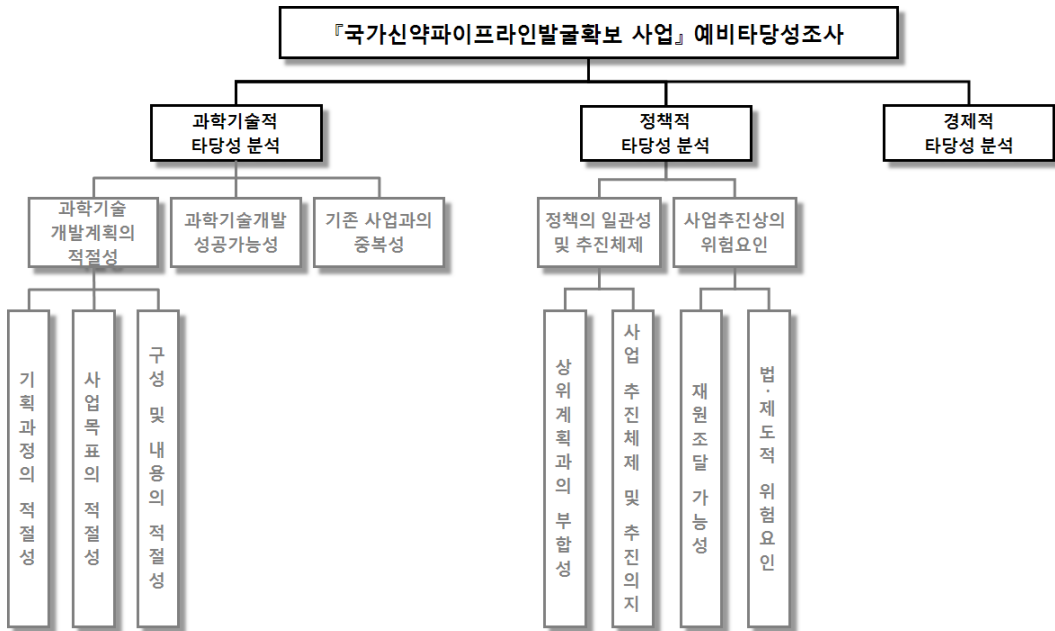 『국가신약파이프라인발굴확보 사업』 예비타당성조사
과학기술적
타당성 분석
정책적
타당성 분석
경제적
타당성 분석
과학기술
개발계획의
적절성
과학기술개발
성공가능성
기존 사업과의
중복성
정책의 일관성
및 추진체제
사업추진상의
위험요인
기획과정의 적절성
사업목표의 적절성
구성 및 내용의 적절성
상위계획과의 부합성
사업 추진체제 및 추진의지
재원조달 가능성
법·제도적 위험요인